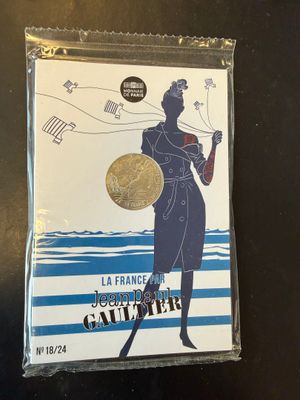 MONNAIE
DE PARIS
LA FRANCE PAR
Jean Paul
GAULTIER
N° 18/24